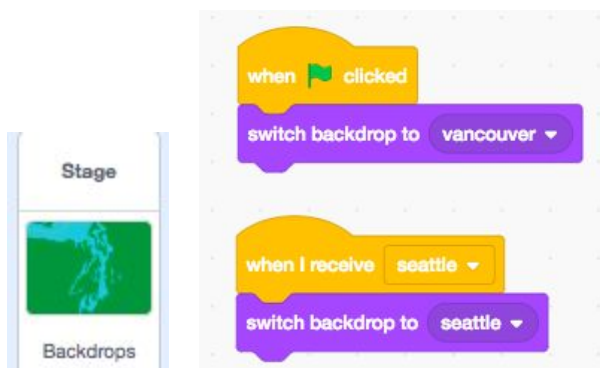 Stage
Backdrops
when clicked
switch backdrop to vancouver
when I receive seattle
switch backdrop to seattle